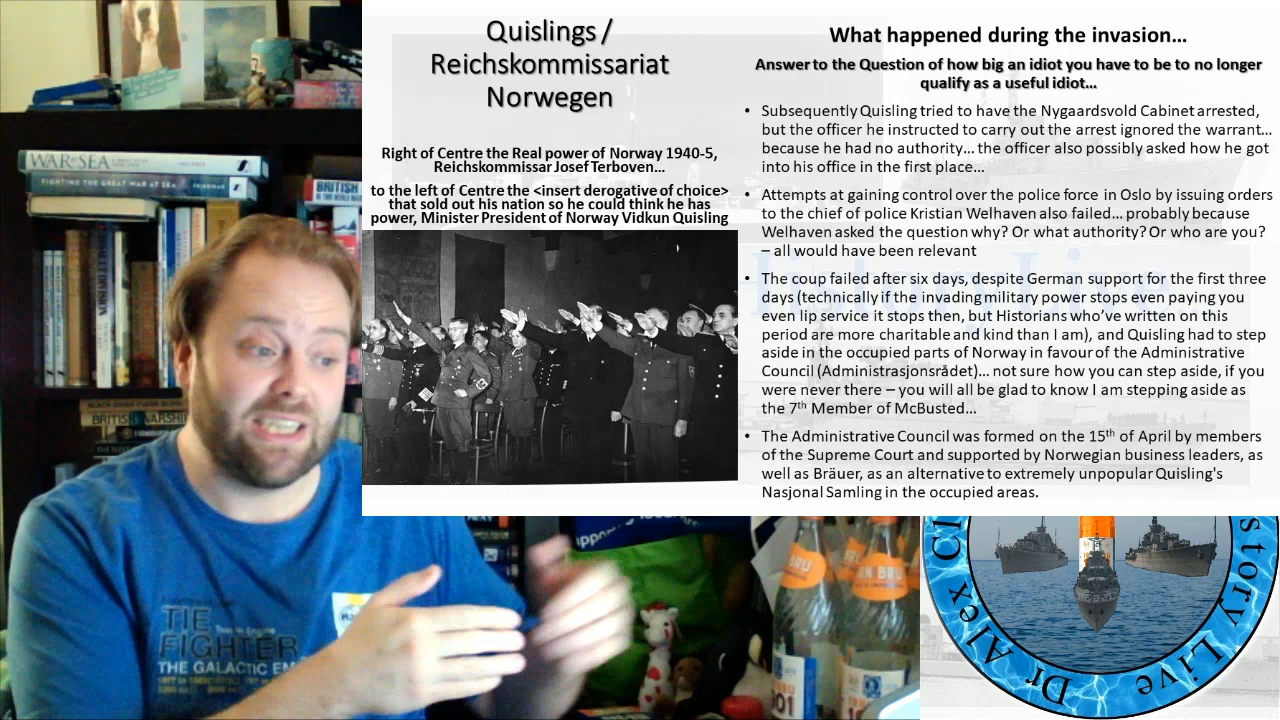 Quislings /
Reichskommissariat
Norwegen
Right of Centre the Real power of Norway 1940-5,
Reichskommissar Josef Terboven...
to the left of Centre the <insert derogative of choice>
that sold out his nation so he could think he has
power, Minister President of Norway Vidkun Quisling
What happened during the invasion...
Answer to the Question of how big an idiot you have to be to no longer
qualify as a useful idiot...
• Subsequently Quisling tried to have the Nygaardsvold Cabinet arrested,
but the officer he instructed to carry out the arrest ignored the warrant...
because he had no authority... the officer also possibly asked how he got
into his office in the first place...
• Attempts at gaining control over the police force in Oslo by issuing orders
to the chief of police Kristian Welhaven also failed... probably because
Welhaven asked the question why? Or what authority? Or who are you?
– all would have been relevant
• The coup failed after six days, despite German support for the first three
days (technically if the invading military power stops even paying you
even lip service it stops then, but Historians who've written on this
period are more charitable and kind than I am), and Quisling had to step
aside in the occupied parts of Norway in favour of the Administrative
Council (Administrasjonsrådet)... not sure how you can step aside, if you
were never there – you will all be glad to know I am stepping aside as
the 7th Member of McBusted...
• The Administrative Council was formed on the 15th of April by members
of the Supreme Court and supported by Norwegian business leaders, as
well as Bräuer, as an alternative to extremely unpopular Quisling's
Nasjonal Samling in the occupied areas.
WAR SEA
FIGHTING THE GREAT WAR AT SEA
FRIEDMAN
BRITISH
BLACK
BRITISH WARSHIP
TIE
FIGHTER
THE GALACTIC EM
RN BRU
BRU
Dr Alex Cl
story Live